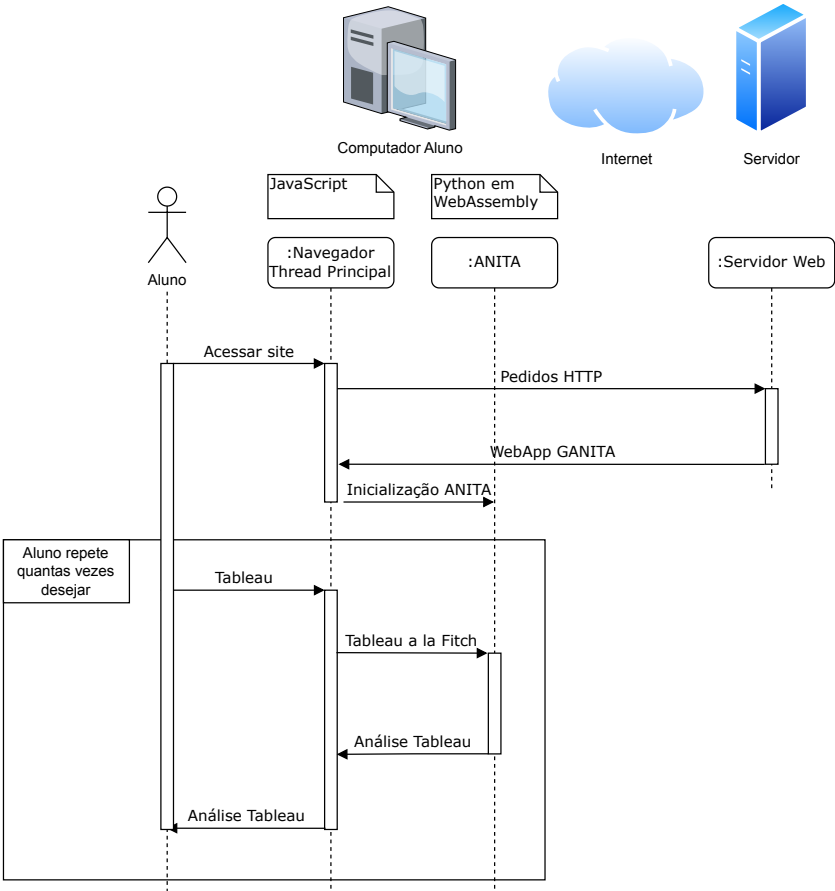 Computador Aluno
Internet
Servidor
JavaScript
Python em
WebAssembly
Aluno
:Navegador
Thread Principal
:ANITA
:Servidor Web
Acessar site
Pedidos HTTP
WebApp GANITA
Inicialização ANITA
Aluno repete
quantas vezes
desejar
Tableau
Tableau a la Fitch
Análise Tableau
Análise Tableau